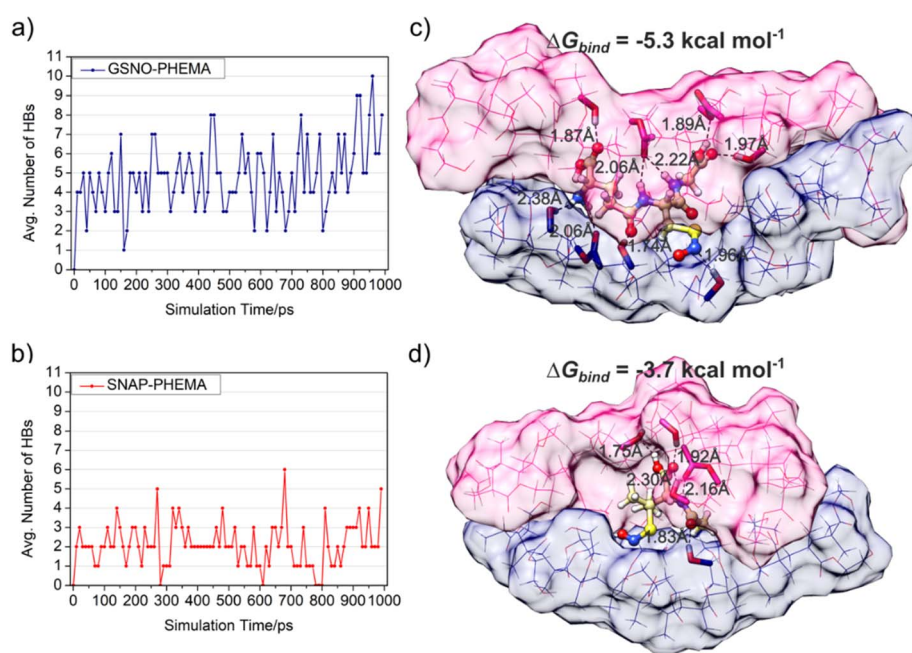 a)
GSNO-PHEMA
11
10
9
8
7
6
5
4
3
2
1
0
Avg. Number of HBs
0 100 200 300 400 500 600 700 800 900 1000
Simulation Time/ps
b)
SNAP-PHEMA
11
10
9
8
7
6
5
4
3
2
1
0
Avg. Number of HBs
0 100 200 300 400 500 600 700 800 900 1000
Simulation Time/ps
c)
ΔG_bind = -5.3 kcal mol⁻¹
1.87Å
1.89Å
1.97Å
2.06Å
2.22Å
2.38Å
2.06Å
1.74Å
1.96Å
d)
ΔG_bind = -3.7 kcal mol⁻¹
1.75Å
1.92Å
2.30Å
2.16Å
1.83Å